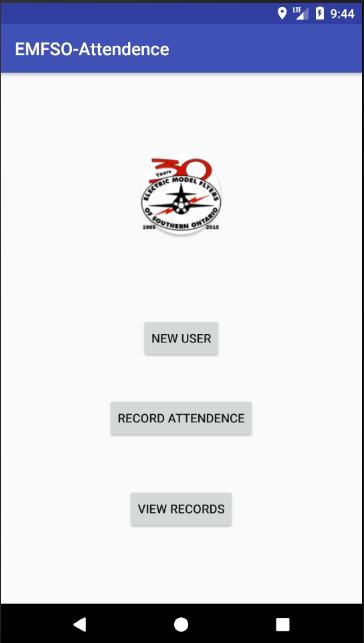 LTE 9:44
EMFSO-Attendence
30
Years
ELECTRIC MODEL FLYERS
OF SOUTHERN ONTARIO
1985 2015
NEW USER
RECORD ATTENDENCE
VIEW RECORDS